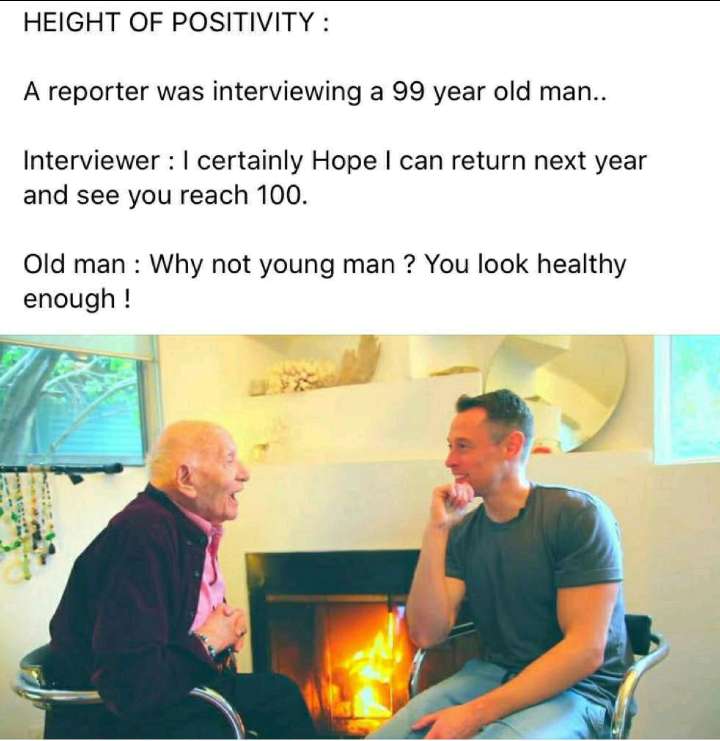 HEIGHT OF POSITIVITY :
A reporter was interviewing a 99 year old man..
Interviewer : I certainly Hope I can return next year
and see you reach 100.
Old man : Why not young man ? You look healthy
enough !